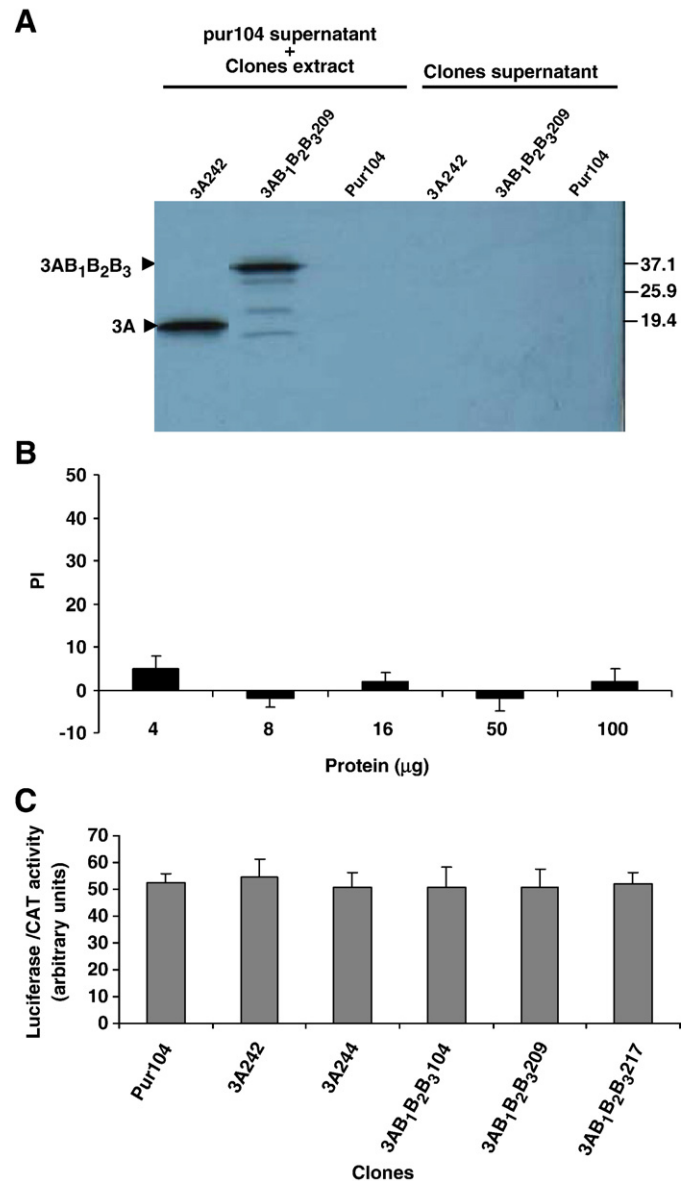 A
pur104 supernatant
+
Clones extract
Clones supernatant
3A242
3AB₁B₂B₃209
Pur104
3A242
3AB₁B₂B₃209
Pur104
3AB₁B₂B₃
3A
37.1
25.9
19.4
B
50
40
30
20
10
0
-10
PI
4 8 16 50 100
Protein (μg)
C
70
60
50
40
30
20
10
0
Luciferase /CAT activity
(arbitrary units)
Pur104
3A242
3A244
3AB₁B₂B₃104
3AB₁B₂B₃209
3AB₁B₂B₃217
Clones